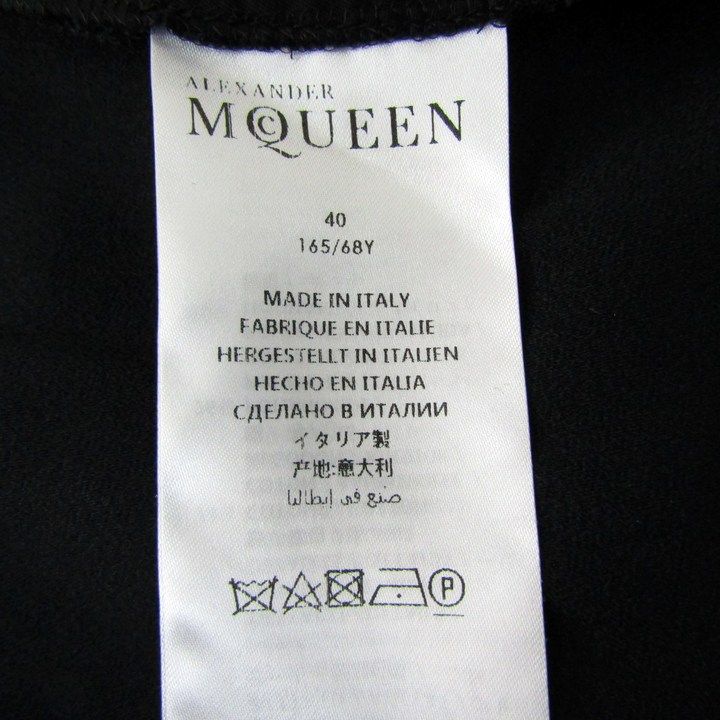 ALEXANDER
MCQUEEN
40
165/68Y
MADE IN ITALY
FABRIQUE EN ITALIE
HERGESTELLT IN ITALIEN
HECHO EN ITALIA
СДЕЛАНО В ИТАЛИИ
イタリア製
产地:意大利
صنع في إيطاليا
P